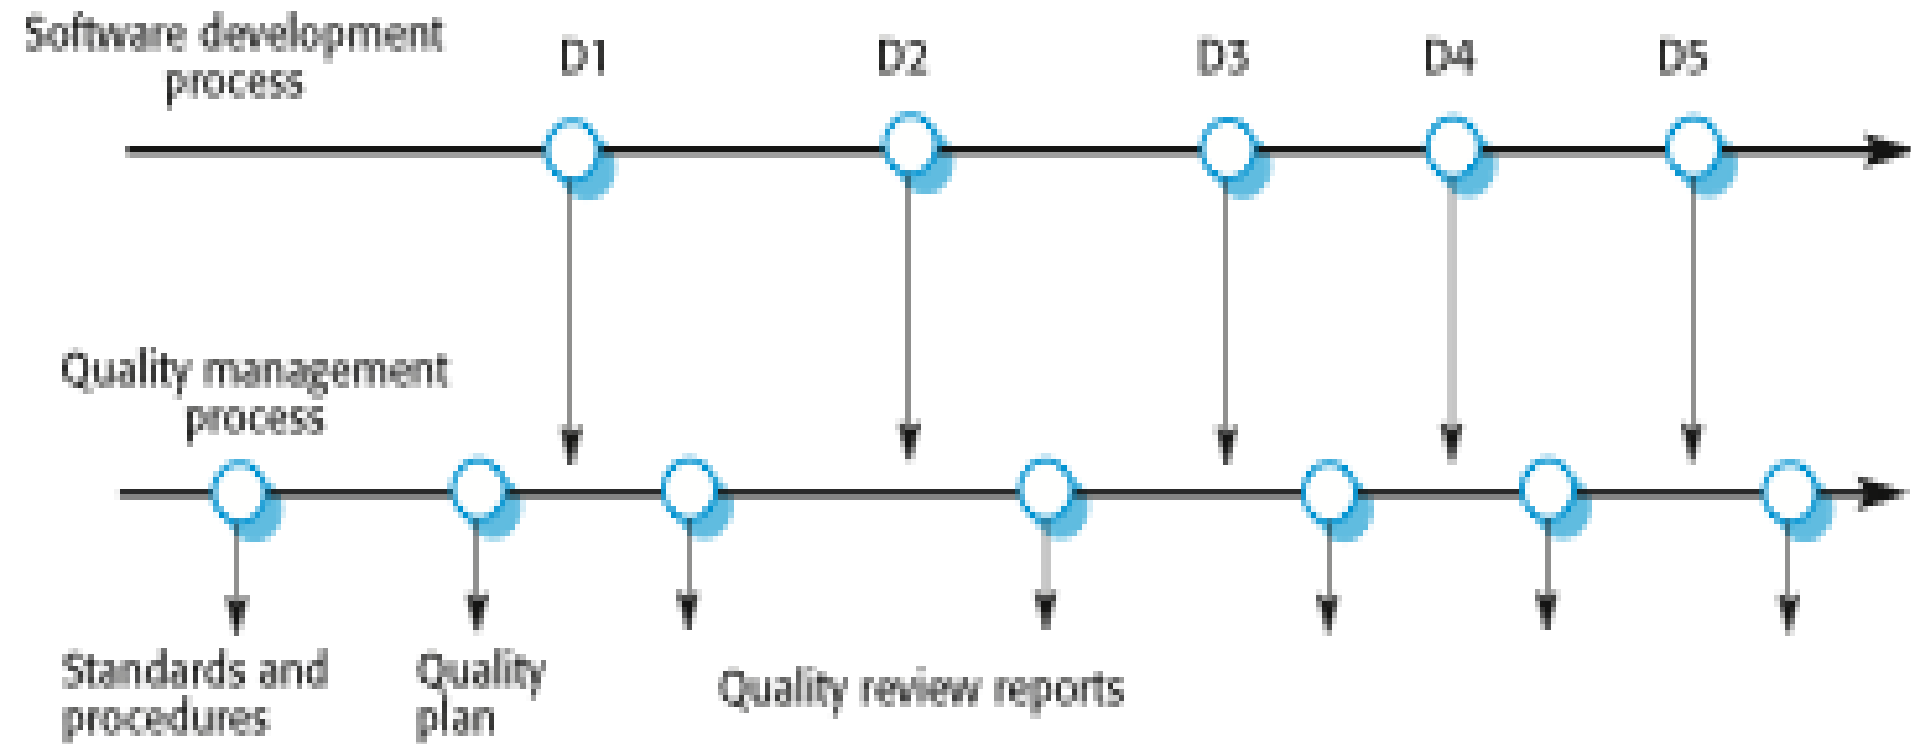 Software development
process
D1
D2
D3
D4
D5
Quality management
process
Standards and
procedures
Quality
plan
Quality review reports